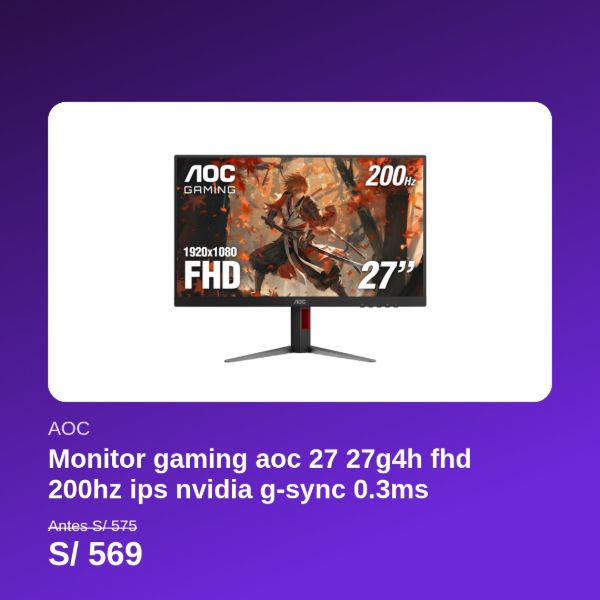 AOC
GAMING
200Hz
1920x1080
FHD
27”
AOC
AOC
Monitor gaming aoc 27 27g4h fhd
200hz ips nvidia g-sync 0.3ms
Antes S/ 575
S/ 569